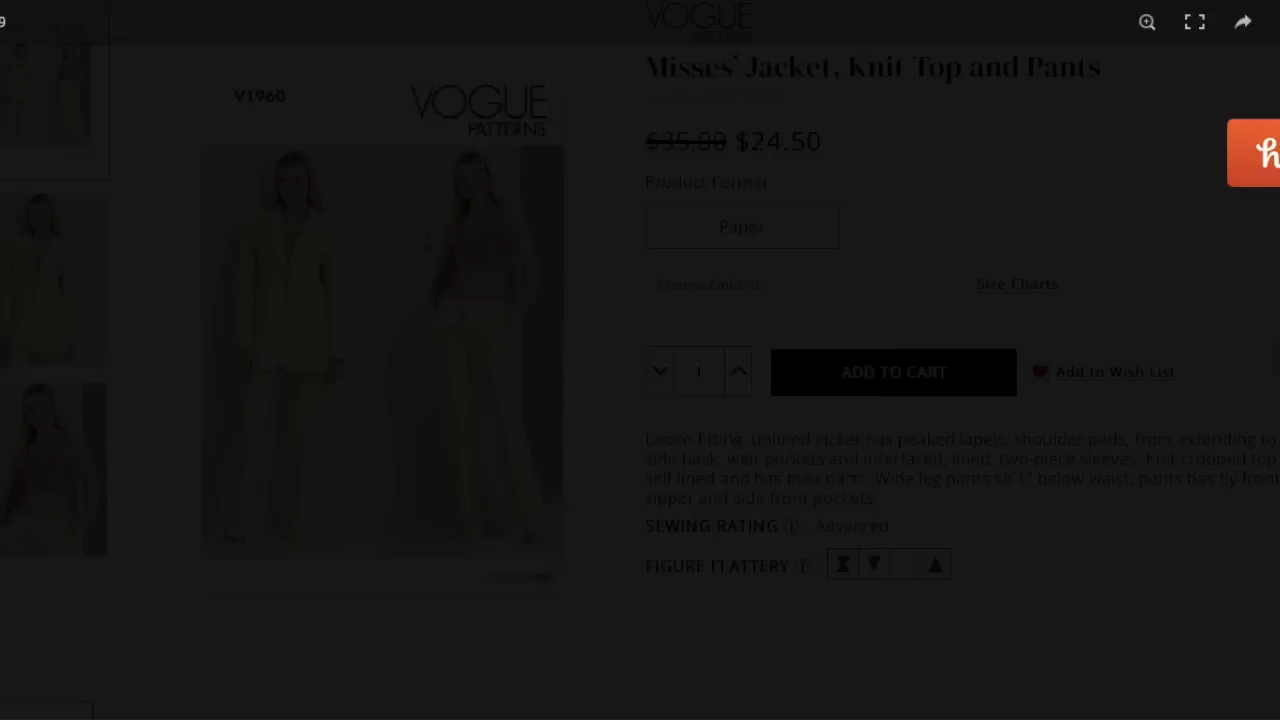 9
VOGUE
PATTERNS
Misses' Jacket, Knit Top and Pants
V1960
VOGUE
PATTERNS
$35.00 $24.50
Product Format
Paper
Size Charts
1
ADD TO CART
Add to Wish List
Loose-fitting, unlined jacket has peaked lapels, shoulder pads, front extending to
side back, welt pockets and interfaced, lined, two-piece sleeves. Knit cropped top
self lined and has bust darts. Wide leg pants sit 1" below waist, pants has fly front
zipper and side front pockets.
SEWING RATING ⓘ : Advanced
FIGURE FLATTERY ⓘ :
h